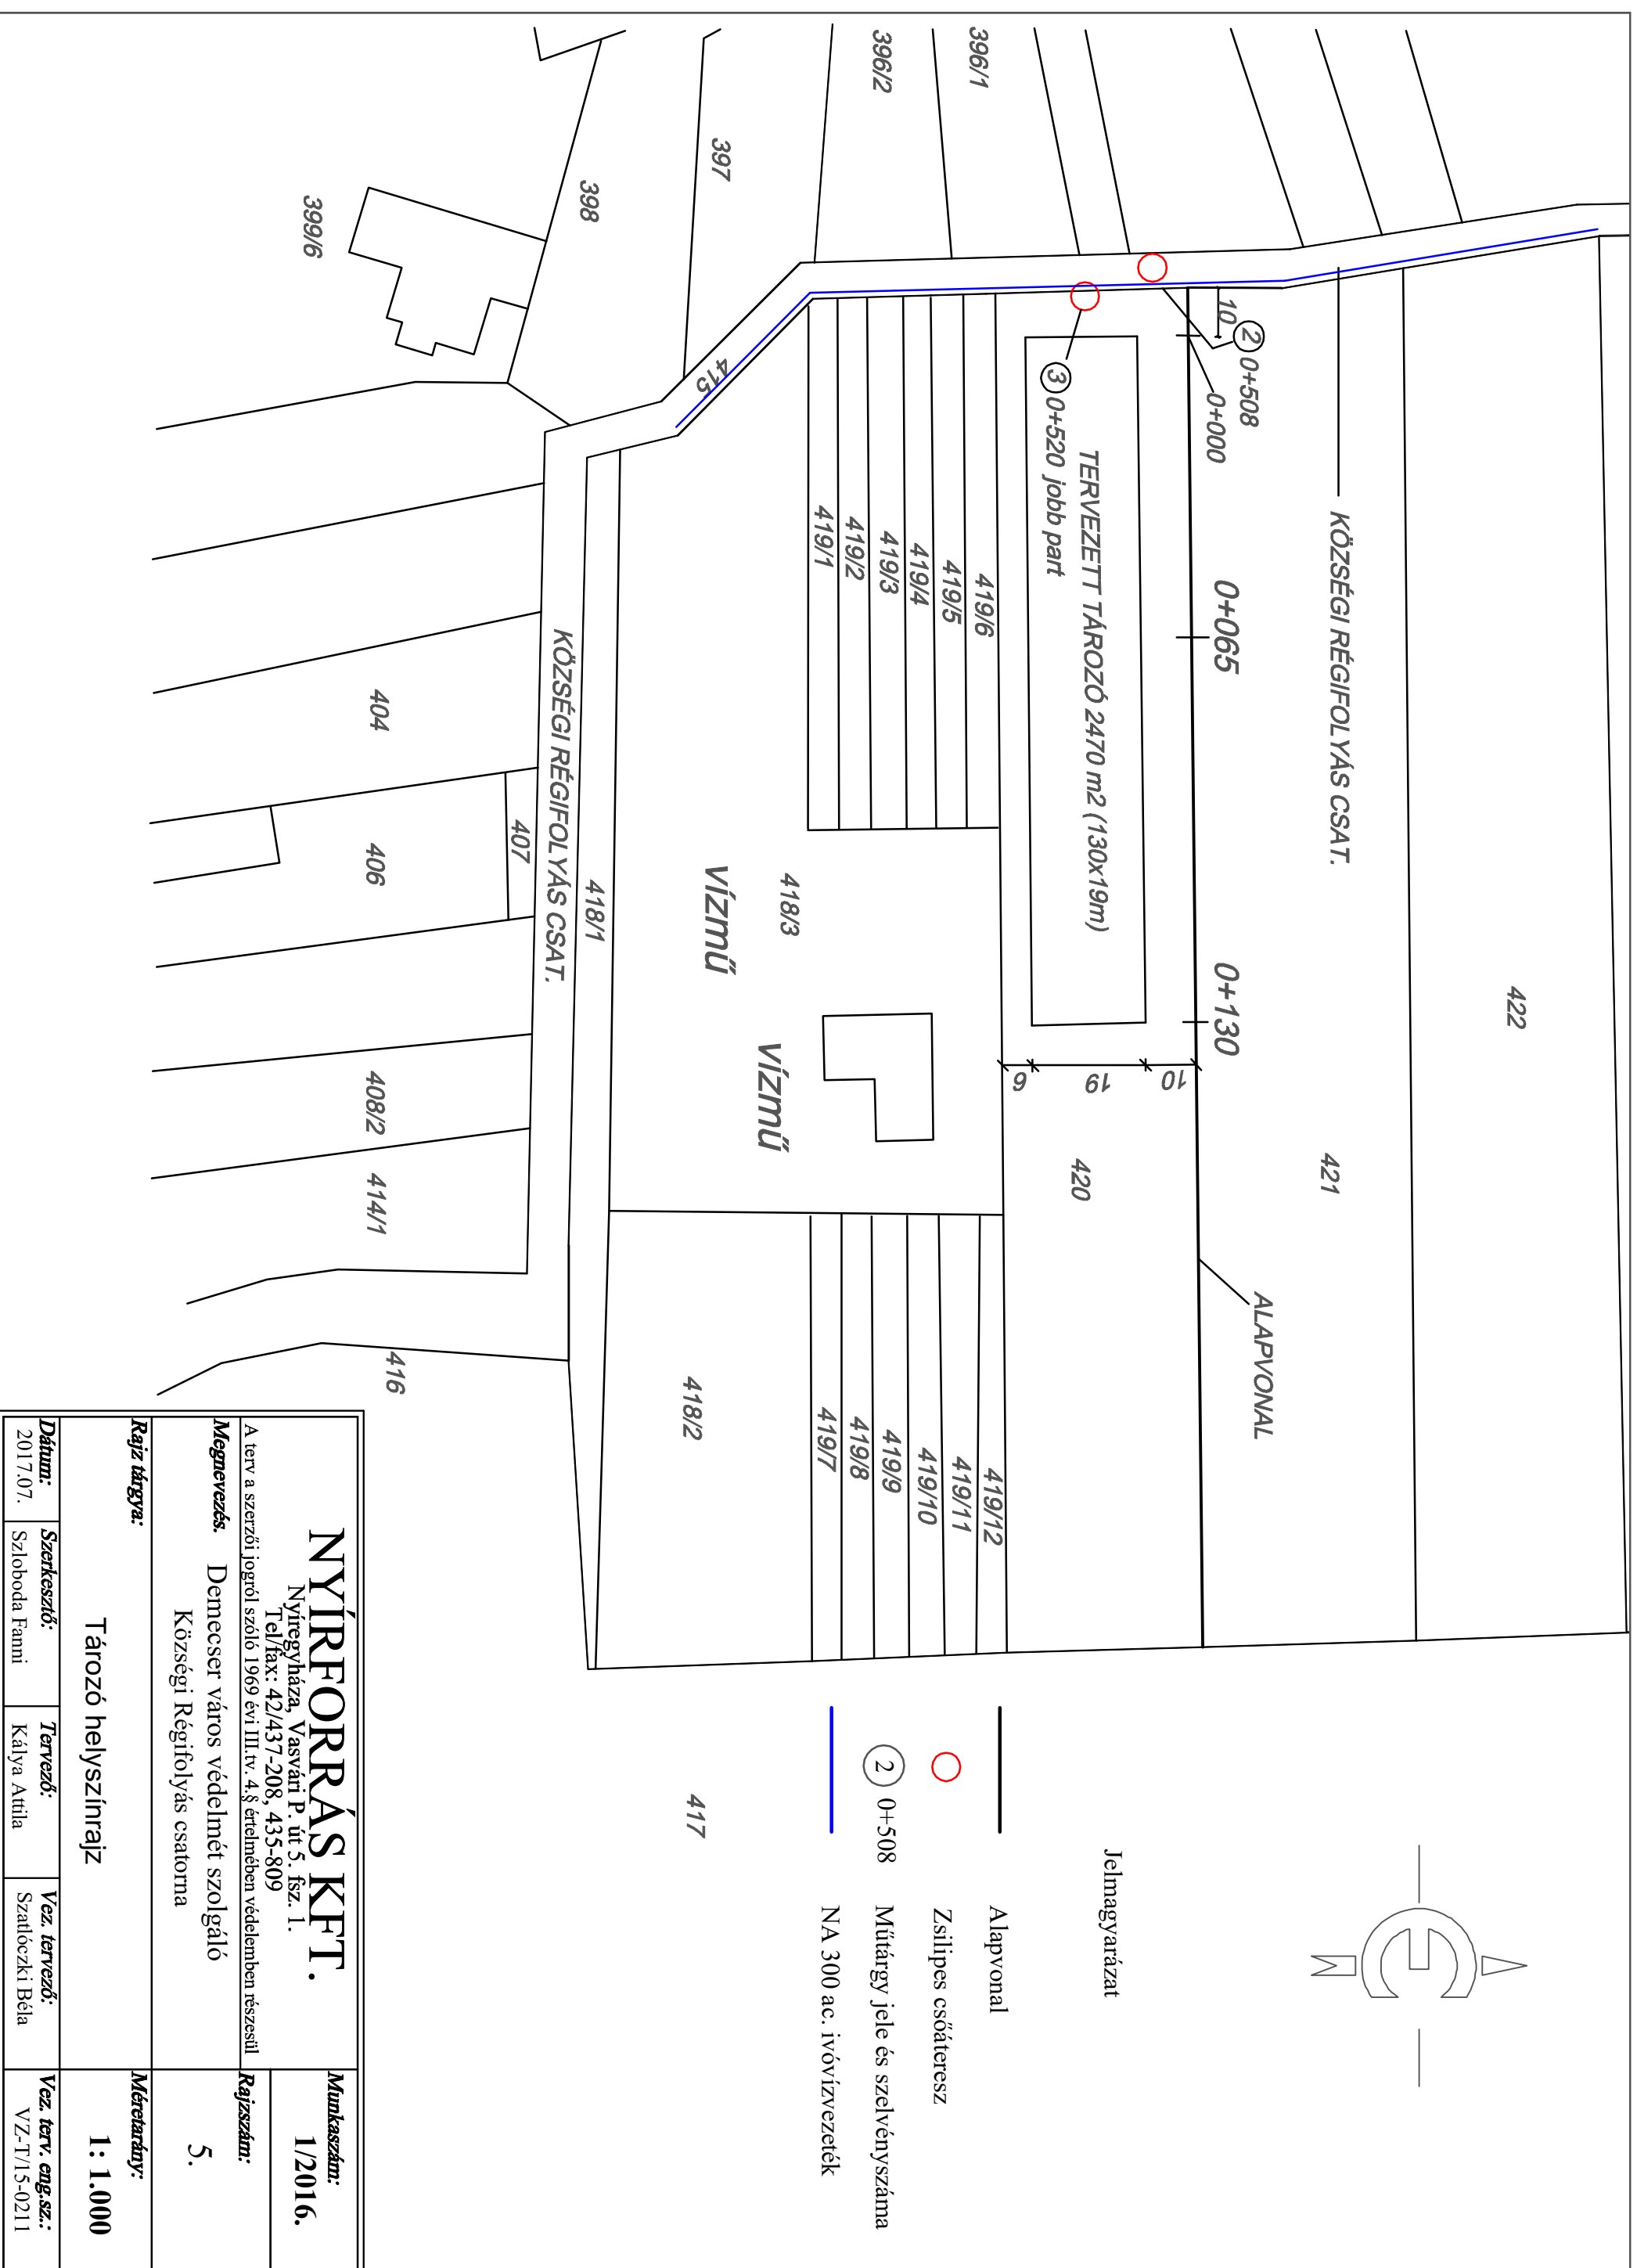 396/1
396/2
397
398
399/6
415
10
2 0+508
0+000
3 0+520 jobb part
KÖZSÉGI RÉGIFOLYÁS CSAT.
TERVEZETT TÁROZÓ 2470 m2 (130x19m)
0+065
0+130
422
421
420
10
19
6
ALAPVONAL
419/6
419/5
419/4
419/3
419/2
419/1
418/3
vízmű
vízmű
418/1
KÖZSÉGI RÉGIFOLYÁS CSAT.
404
407
406
408/2
414/1
416
418/2
419/12
419/11
419/10
419/9
419/8
419/7
417
Jelmagyarázat
Alapvonal
Zsilipes csőáteresz
2 0+508 Műtárgy jele és szelvényszáma
NA 300 ac. ivóvízvezeték
NYÍRFORRÁS KFT.
Nyíregyháza, Vasvári P. út 5. fsz. 1.
Tel/fax: 42/437-208, 435-809
A terv a szerzői jogról szóló 1969 évi III.tv. 4.§ értelmében védelemben részesül
Munkaszám:
1/2016.
Megnevezés. Demecser város védelmét szolgáló
Községi Régifolyás csatorna
Rajzszám:
5.
Rajz tárgya:
Tározó helyszínrajz
Méretarány:
1: 1.000
Dátum: Szerkesztő: Tervező: Vez. tervező: Vez. terv. eng.sz.:
2017.07. Szloboda Fanni Kálya Attila Szatlóczki Béla VZ-T/15-0211